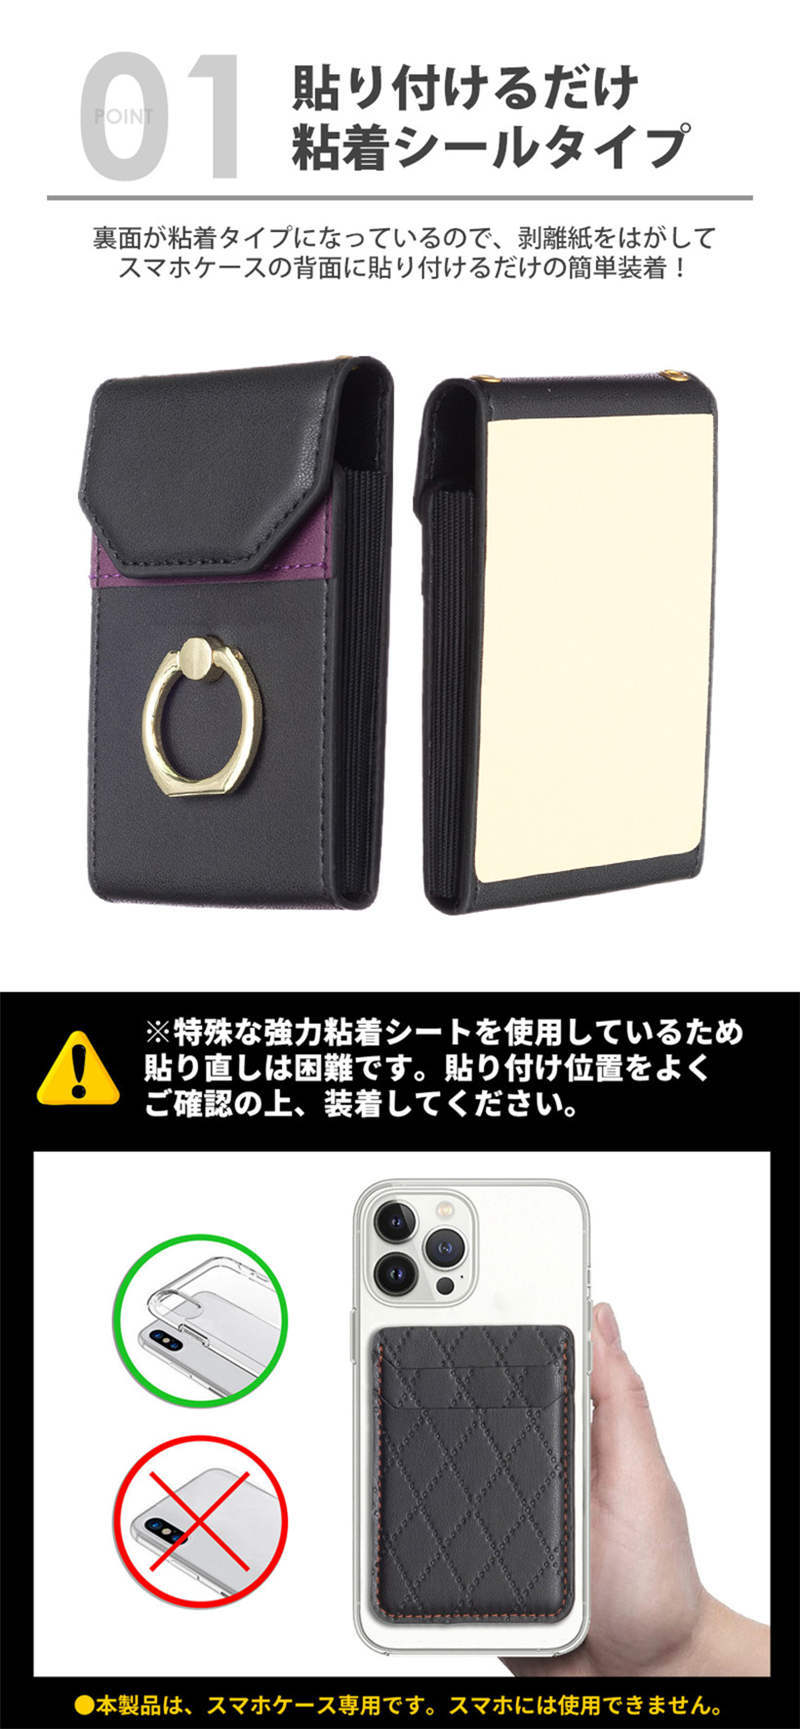 01
POINT
貼り付けるだけ
粘着シールタイプ
裏面が粘着タイプになっているので、剥離紙をはがして
スマホケースの背面に貼り付けるだけの簡単装着！
※特殊な強力粘着シートを使用しているため
貼り直しは困難です。貼り付け位置をよく
ご確認の上、装着してください。
●本製品は、スマホケース専用です。スマホには使用できません。